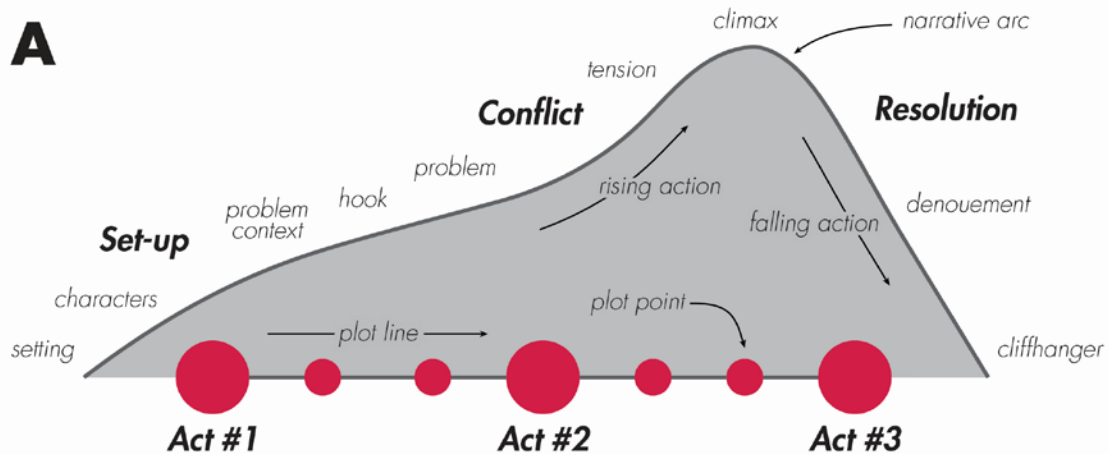 A
climax
narrative arc
tension
Conflict
Resolution
problem
rising action
hook
problem
context
denouement
falling action
Set-up
characters
plot point
plot line
setting
cliffhanger
Act #1
Act #2
Act #3